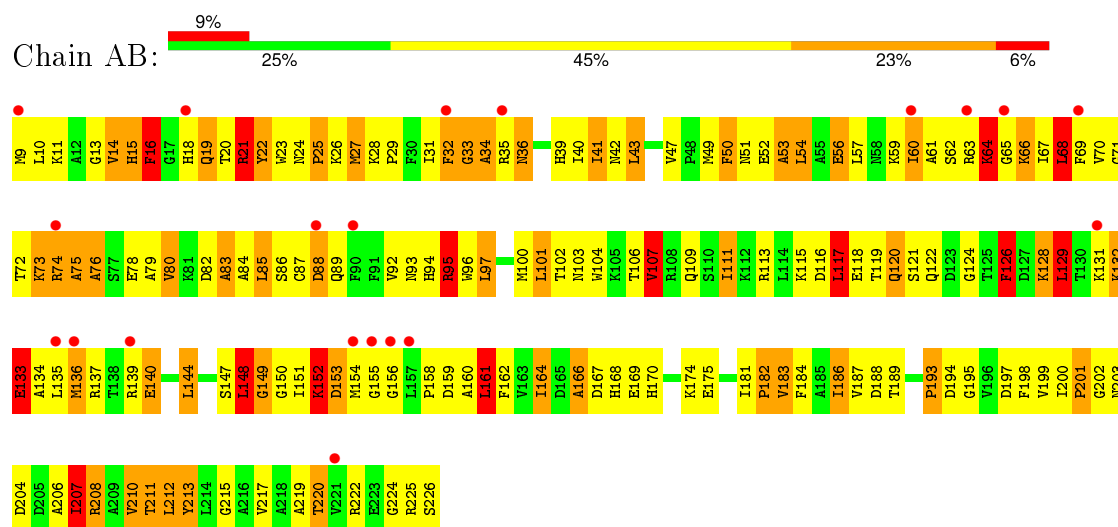 9%
Chain AB:
25% 45% 23% 6%
M9 L10 K11 A12 G13 V14 H15 F16 G17 H18 Q19 T20 R21 Y22 W23 N24 P25 K26 M27 K28 P29 F30 I31 F32 G33 A34 R35 N36 H39 I40 I41 N42 L43 V47 P48 M49 F50 N51 E52 A53 L54 A55 E56 L57 N58 K59 I60 A61 S62 R63 K64 G65 K66 I67 L68 F69 V70 G71
T72 K73 R74 A75 A76 S77 E78 A79 V80 K81 D82 A83 A84 L85 S86 C87 D88 Q89 F90 F91 V92 N93 H94 R95 W96 L97 M100 L101 T102 N103 W104 K105 T106 V107 R108 Q109 S110 I111 K112 R113 L114 K115 D116 L117 E118 T119 Q120 S121 Q122 D123 G124 T125 F126 D127 K128 L129 T130 K131 K132
E133 A134 L135 M136 R137 T138 R139 E140 L144 S147 L148 G149 G150 I151 K152 D153 M154 G155 G156 L157 P158 D159 A160 L161 F162 V163 I164 D165 A166 D167 H168 E169 H170 K174 E175 I181 P182 V183 F184 A185 I186 V187 D188 T189 P193 D194 S195 V196 D197 F198 V199 I200 P201 G202 N203
D204 D205 A206 I207 R208 A209 V210 T211 L212 Y213 L214 G215 A216 V217 A218 A219 T220 V221 R222 E223 G224 R225 S226